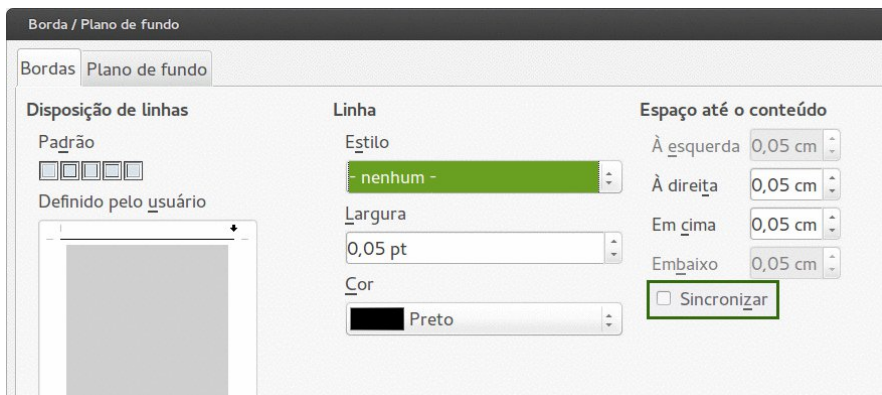 Borda / Plano de fundo
Bordas Plano de fundo
Disposição de linhas
Padrão
Definido pelo usuário
Linha
Estilo
- nenhum -
Largura
0,05 pt
Cor
Preto
Espaço até o conteúdo
À esquerda 0,05 cm
À direita 0,05 cm
Em cima 0,05 cm
Embaixo 0,05 cm
Sincronizar